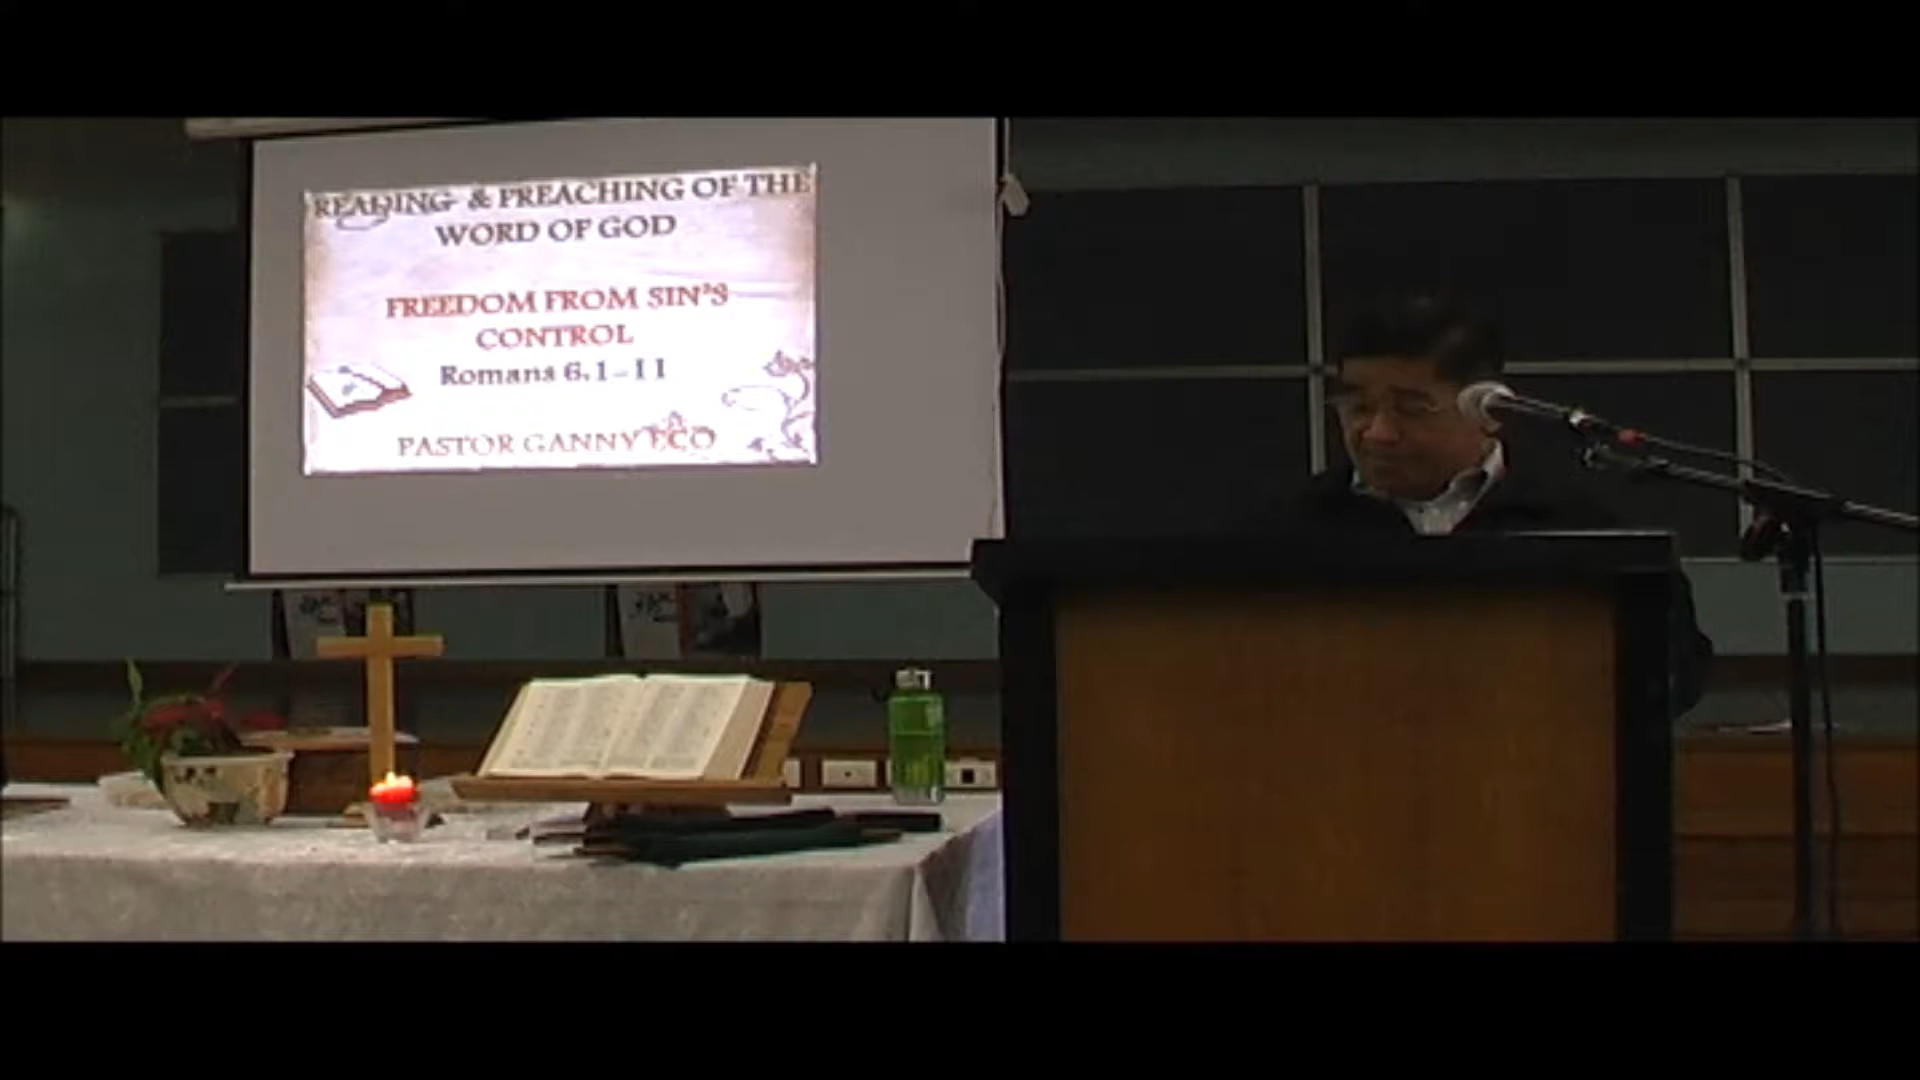 READING & PREACHING OF THE
WORD OF GOD
FREEDOM FROM SIN'S
CONTROL
Romans 6.1-11
PASTOR GANNY ECO